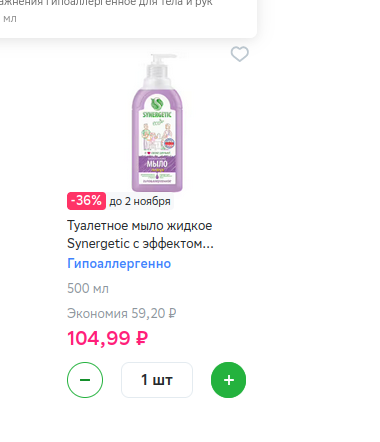 ажнения гипоаллергенное для тела и рук
мл
SYNERGETIC
eco
МЫЛО
-36% до 2 ноября
Туалетное мыло жидкое
Synergetic с эффектом...
Гипоаллергенно
500 мл
Экономия 59,20 ₽
104,99 ₽
1 шт